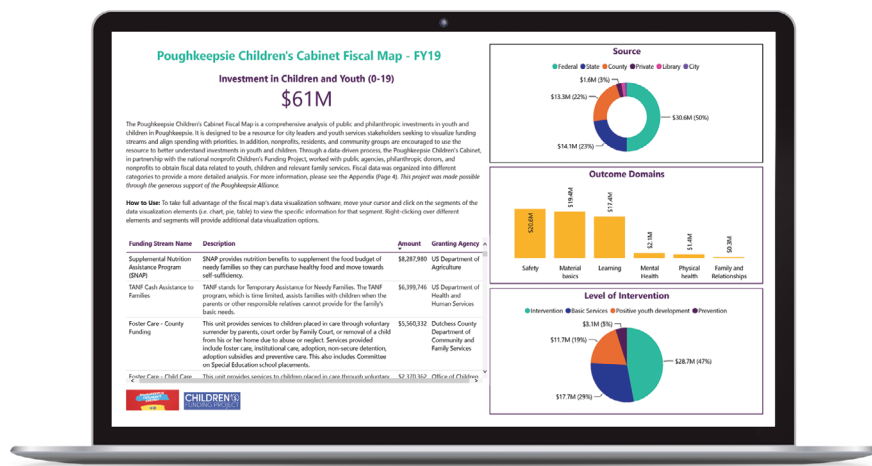 Poughkeepsie Children's Cabinet Fiscal Map - FY19
Investment in Children and Youth (0-19)
$61M
The Poughkeepsie Children's Cabinet Fiscal Map is a comprehensive analysis of public and philanthropic investments in youth and
children in Poughkeepsie. It is designed to be a resource for city leaders and youth services stakeholders seeking to visualize funding
streams and align spending with priorities. In addition, nonprofits, residents, and community groups are encouraged to use the
resource to better understand investments in youth and children. Through a data-driven process, the Poughkeepsie Children's Cabinet,
in partnership with the national nonprofit Children's Funding Project, worked with public agencies, philanthropic donors, and
nonprofits to obtain fiscal data related to youth, children and relevant family services. Fiscal data was organized into different
categories to provide a more detailed analysis. For more information, please see the Appendix (Page 4). This project was made possible
through the generous support of the Poughkeepsie Alliance.
How to Use: To take full advantage of the fiscal map's data visualization software, move your cursor and click on the segments of the
data visualization elements (i.e. chart, pie, table) to view the specific information for that segment. Right-clicking over different
elements and segments will provide additional data visualization options.
Funding Stream Name Description Amount Granting Agency
Supplemental Nutrition SNAP provides nutrition benefits to supplement the food budget of $8,287,980 US Department of
Assistance Program needy families so they can purchase healthy food and move towards Agriculture
(SNAP) self-sufficiency.
TANF Cash Assistance to TANF stands for Temporary Assistance for Needy Families. The TANF $6,399,746 US Department of
Families program, which is time limited, assists families with children when the Health and
parents or other responsible relatives cannot provide for the family's Human Services
basic needs.
Foster Care - County This unit provides services to children placed in care through voluntary $5,560,332 Dutchess County
Funding surrender by parents, court order by Family Court, or removal of a child Department of
from his or her home due to abuse or neglect. Services provided Community and
include foster care, institutional care, adoption, non-secure detention, Family Services
adoption subsidies and preventive care. This also includes Committee
on Special Education school placements.
Foster Care - Child Care This unit provides services to children placed in care through voluntary $2,370,362 Office of Children
CHILDREN'S
FUNDING PROJECT
Source
Federal State County Private Library City
$1.6M (3%)
$13.3M (22%)
$30.6M (50%)
$14.1M (23%)
Outcome Domains
$20.6M $19.4M $17.4M $2.1M $1.4M $0.3M
Safety Material Learning Mental Physical Family and
basics Health health Relationships
Level of Intervention
Intervention Basic Services Positive youth development Prevention
$3.1M (5%)
$11.7M (19%)
$28.7M (47%)
$17.7M (29%)